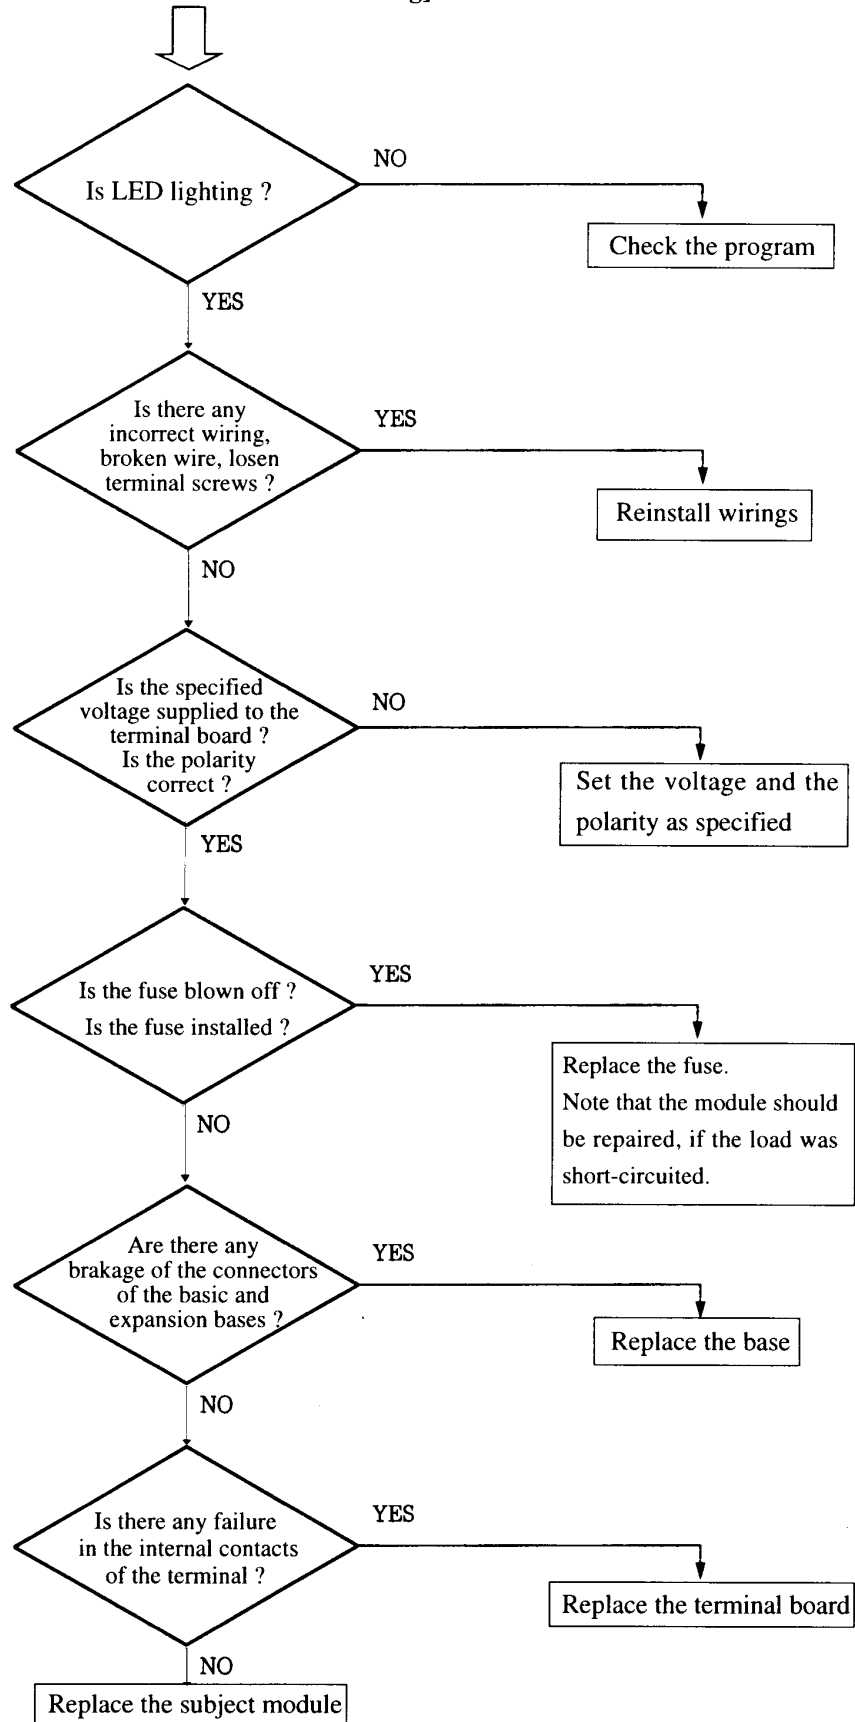 Is LED lighting ?
NO
Check the program
YES
Is there any
incorrect wiring,
broken wire, losen
terminal screws ?
YES
Reinstall wirings
NO
Is the specified
voltage supplied to the
terminal board ?
Is the polarity
correct ?
NO
Set the voltage and the
polarity as specified
YES
Is the fuse blown off ?
Is the fuse installed ?
YES
Replace the fuse.
Note that the module should
be repaired, if the load was
short-circuited.
NO
Are there any
brakage of the connectors
of the basic and
expansion bases ?
YES
Replace the base
NO
Is there any failure
in the internal contacts
of the terminal ?
YES
Replace the terminal board
NO
Replace the subject module